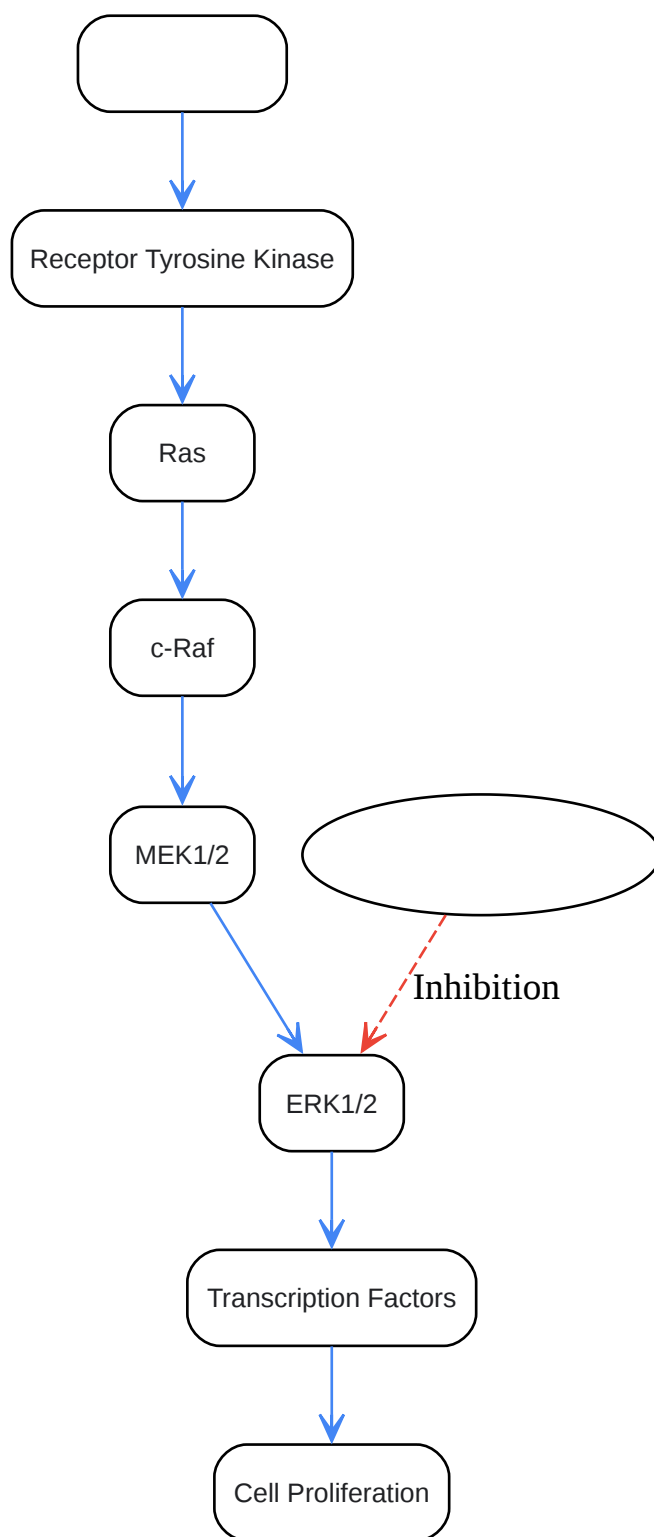 Receptor Tyrosine Kinase
Ras
c-Raf
MEK1/2
Inhibition
ERK1/2
Transcription Factors
Cell Proliferation